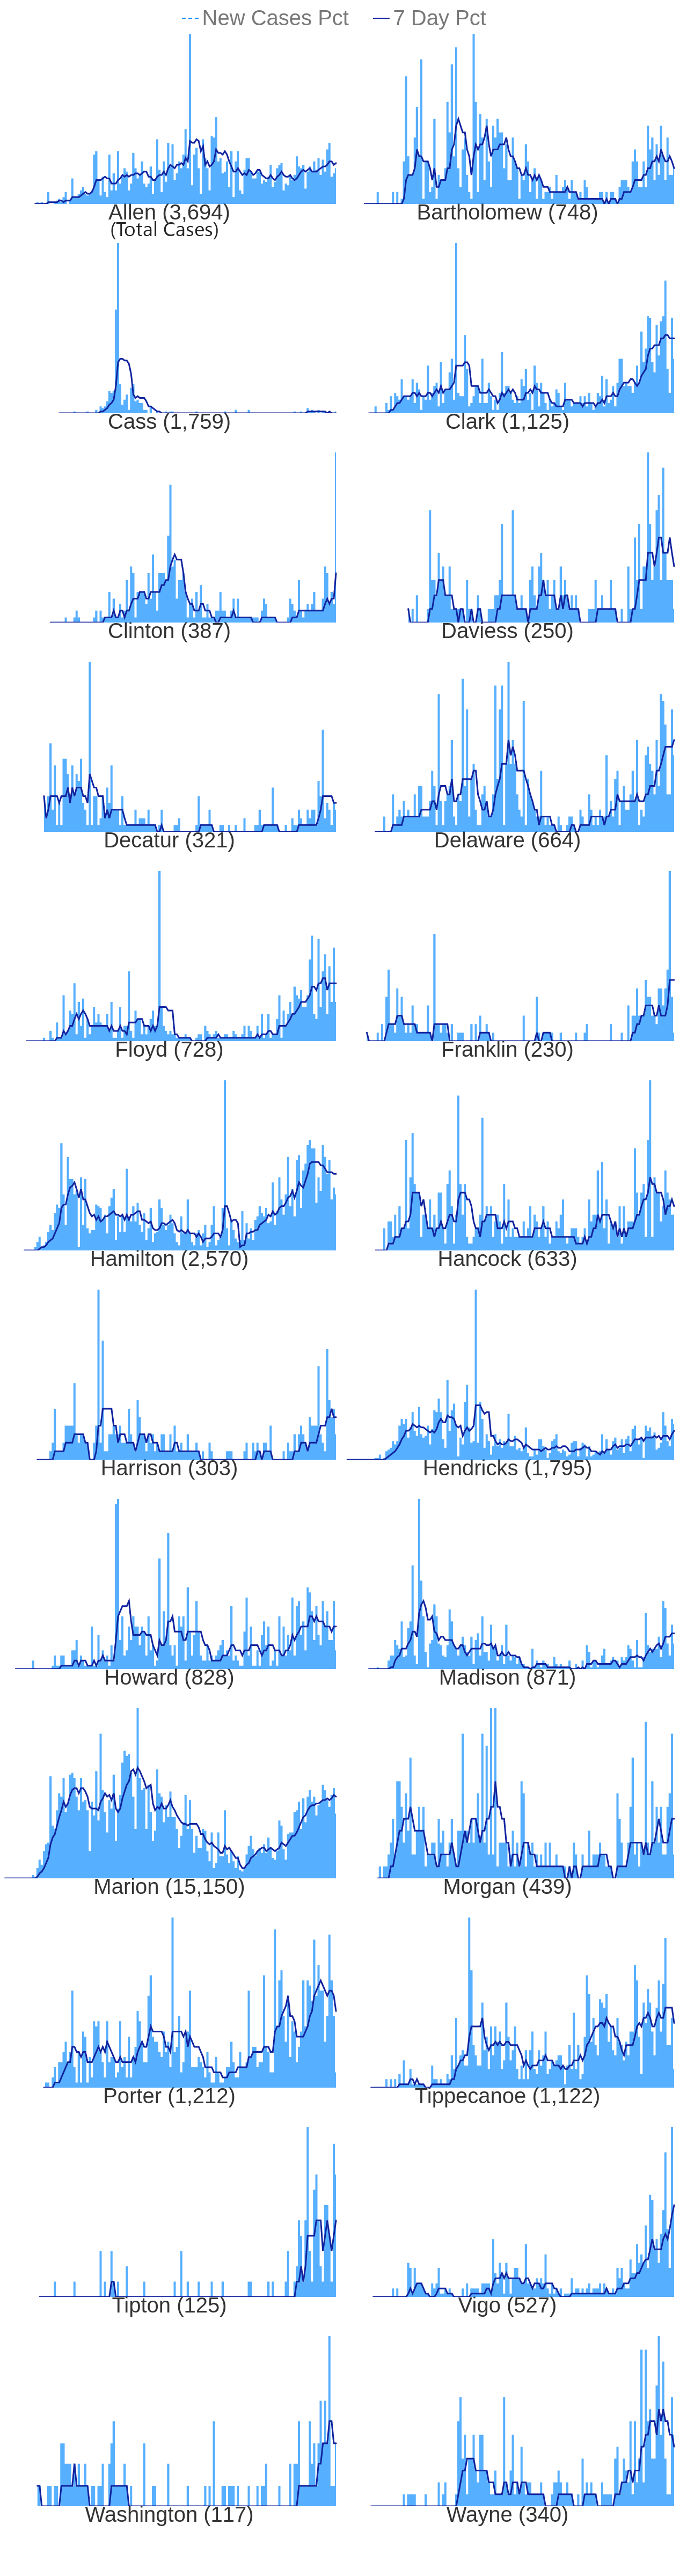 New Cases Pct 7 Day Pct
Allen (3,694) Bartholomew (748)
(Total Cases)
Cass (1,759) Clark (1,125)
Clinton (387) Daviess (250)
Decatur (321) Delaware (664)
Floyd (728) Franklin (230)
Hamilton (2,570) Hancock (633)
Harrison (303) Hendricks (1,795)
Howard (828) Madison (871)
Marion (15,150) Morgan (439)
Porter (1,212) Tippecanoe (1,122)
Tipton (125) Vigo (527)
Washington (117) Wayne (340)